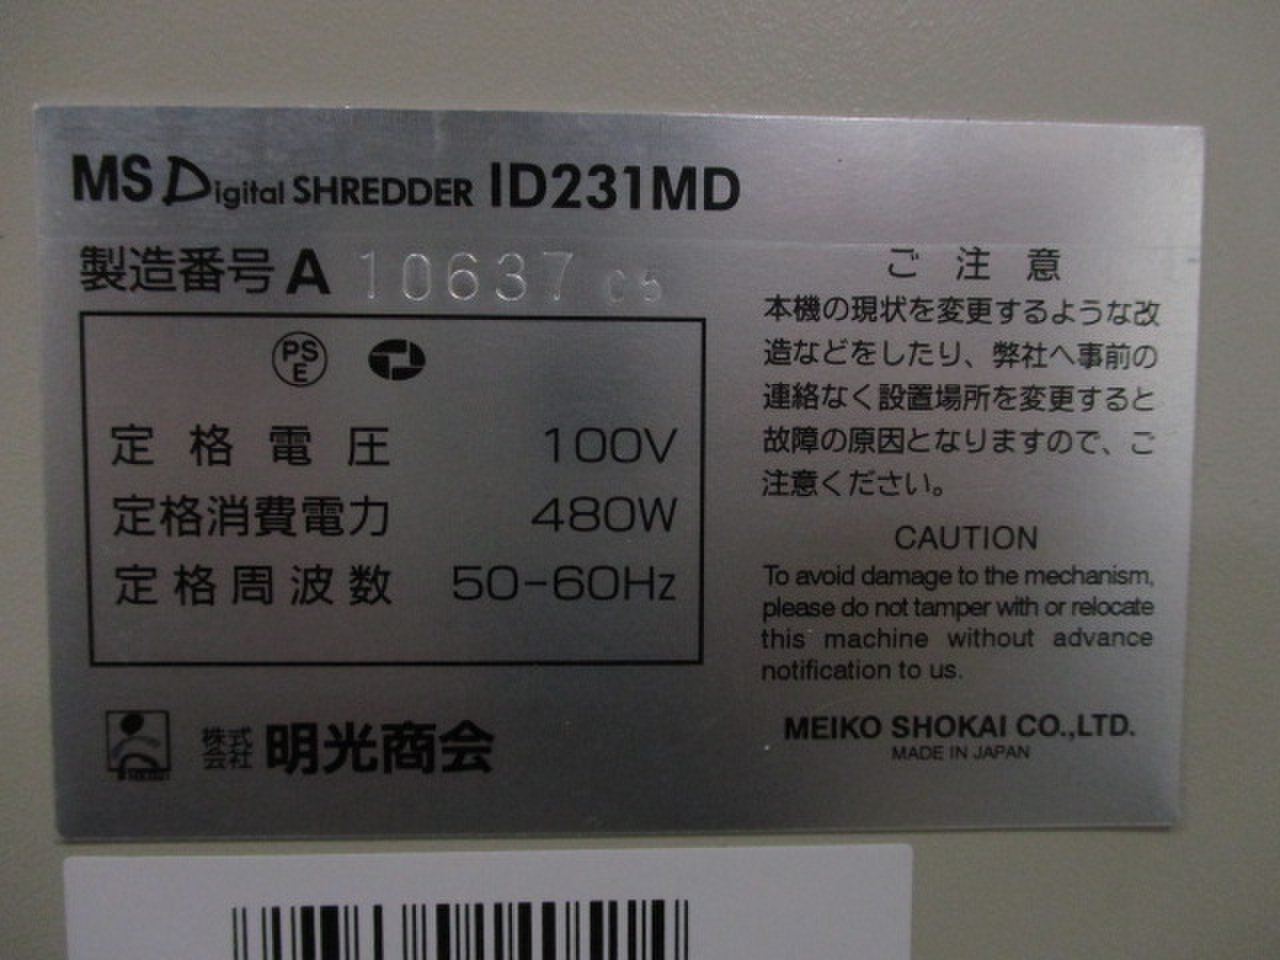 MS Digital SHREDDER ID231MD
製造番号 A 10637 C5
PS
E
定格電圧 100V
定格消費電力 480W
定格周波数 50-60Hz
株式会社 明光商会
ご注意
本機の現状を変更するような改
造などをしたり、弊社へ事前の
連絡なく設置場所を変更すると
故障の原因となりますので、ご
注意ください。
CAUTION
To avoid damage to the mechanism,
please do not tamper with or relocate
this machine without advance
notification to us.
MEIKO SHOKAI CO.,LTD.
MADE IN JAPAN